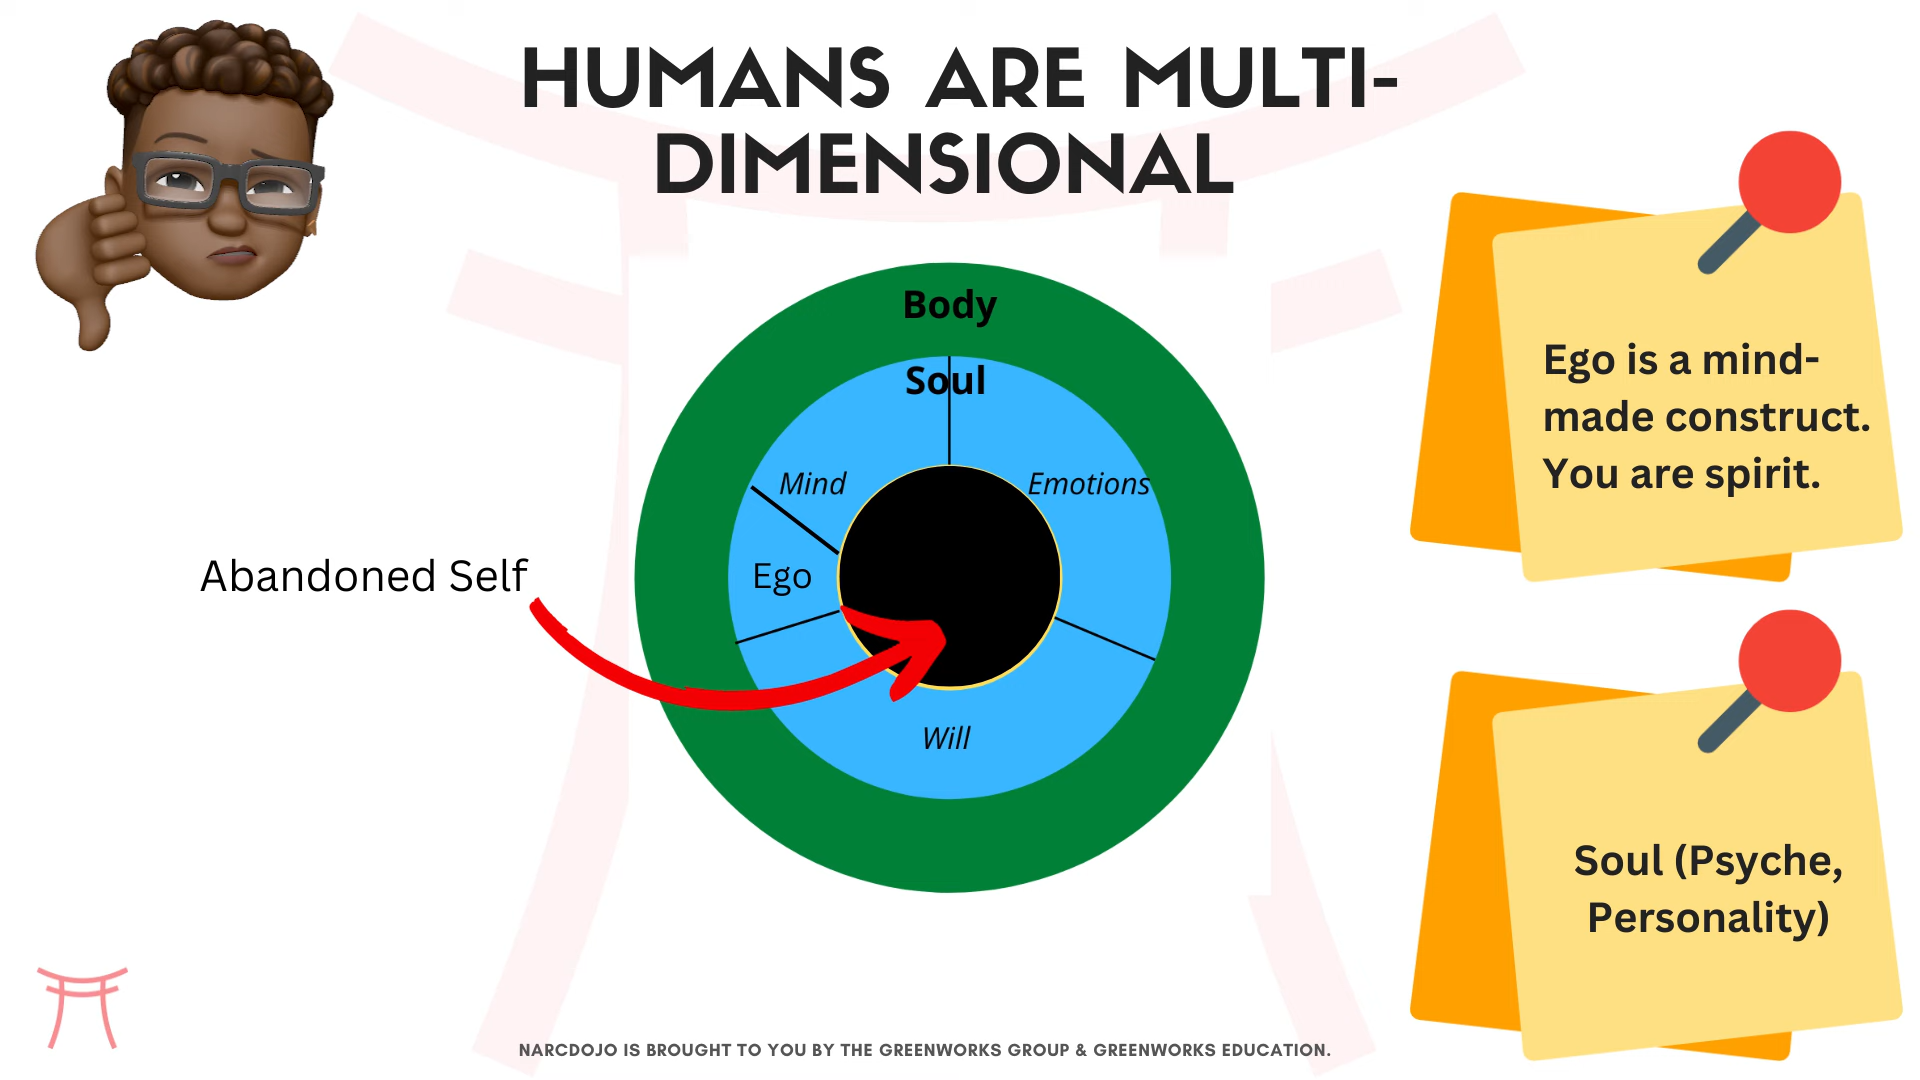 HUMANS ARE MULTI-
DIMENSIONAL
Body
Soul
Mind
Emotions
Ego
Will
Abandoned Self
Ego is a mind-
made construct.
You are spirit.
Soul (Psyche,
Personality)
NARCDOJO IS BROUGHT TO YOU BY THE GREENWORKS GROUP & GREENWORKS EDUCATION.